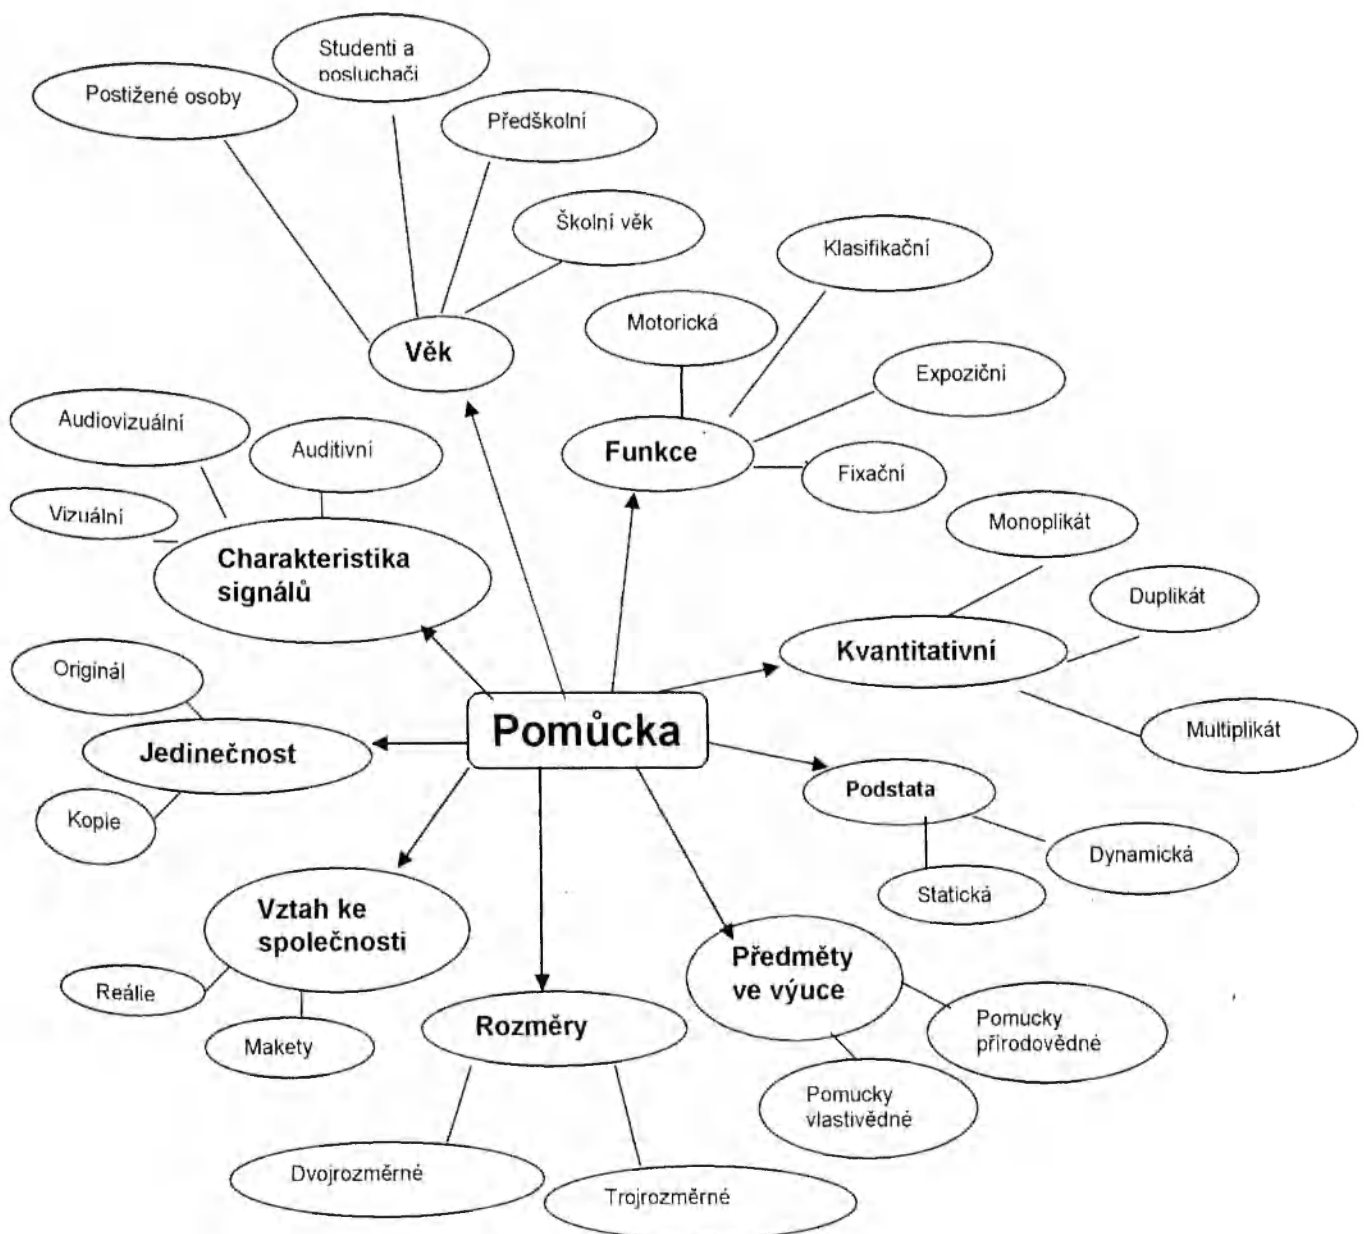 Studenti a
posluchači
Postižené osoby
Předškolní
Školní věk
Klasifikační
Motorická
Věk
Expoziční
Audiovizuální
Auditivní
Funkce
Fixační
Vizuální
Monoplikát
Charakteristika
signálů
Duplikát
Kvantitativní
Originál
Pomůcka
Multiplikát
Jedinečnost
Podstata
Kopie
Dynamická
Statická
Vztah ke
společnosti
Předměty
ve výuce
Reálie
Rozměry
Makety
Pomucky
přírodovědné
Pomucky
vlastivědné
Dvojrozměrné
Trojrozměrné